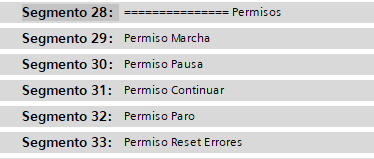 Segmento 28: =============== Permisos
Segmento 29: Permiso Marcha
Segmento 30: Permiso Pausa
Segmento 31: Permiso Continuar
Segmento 32: Permiso Paro
Segmento 33: Permiso Reset Errores